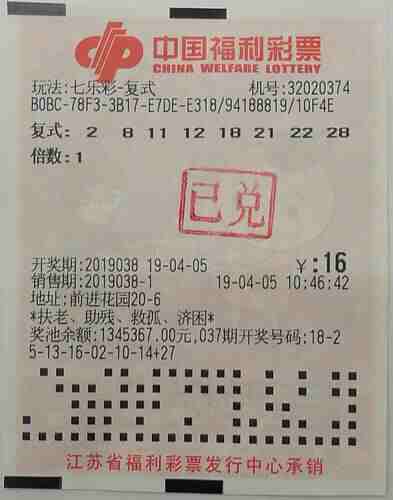 中国福利彩票
CHINA WELFARE LOTTERY
玩法:七乐彩-复式 机号:32020374
B0BC-78F3-3B17-E7DE-E318/94188819/10F4E
复式: 2 8 11 12 18 21 22 28
倍数:1
已兑
开奖期:2019038 19-04-05 ￥:16
销售期:2019038-1 19-04-05 10:46:42
地址:前进花园20-6
*扶老、助残、救孤、济困*
奖池余额:1345367.00元,037期开奖号码:18-2
5-13-16-02-10-14+27
江苏省福利彩票发行中心承销